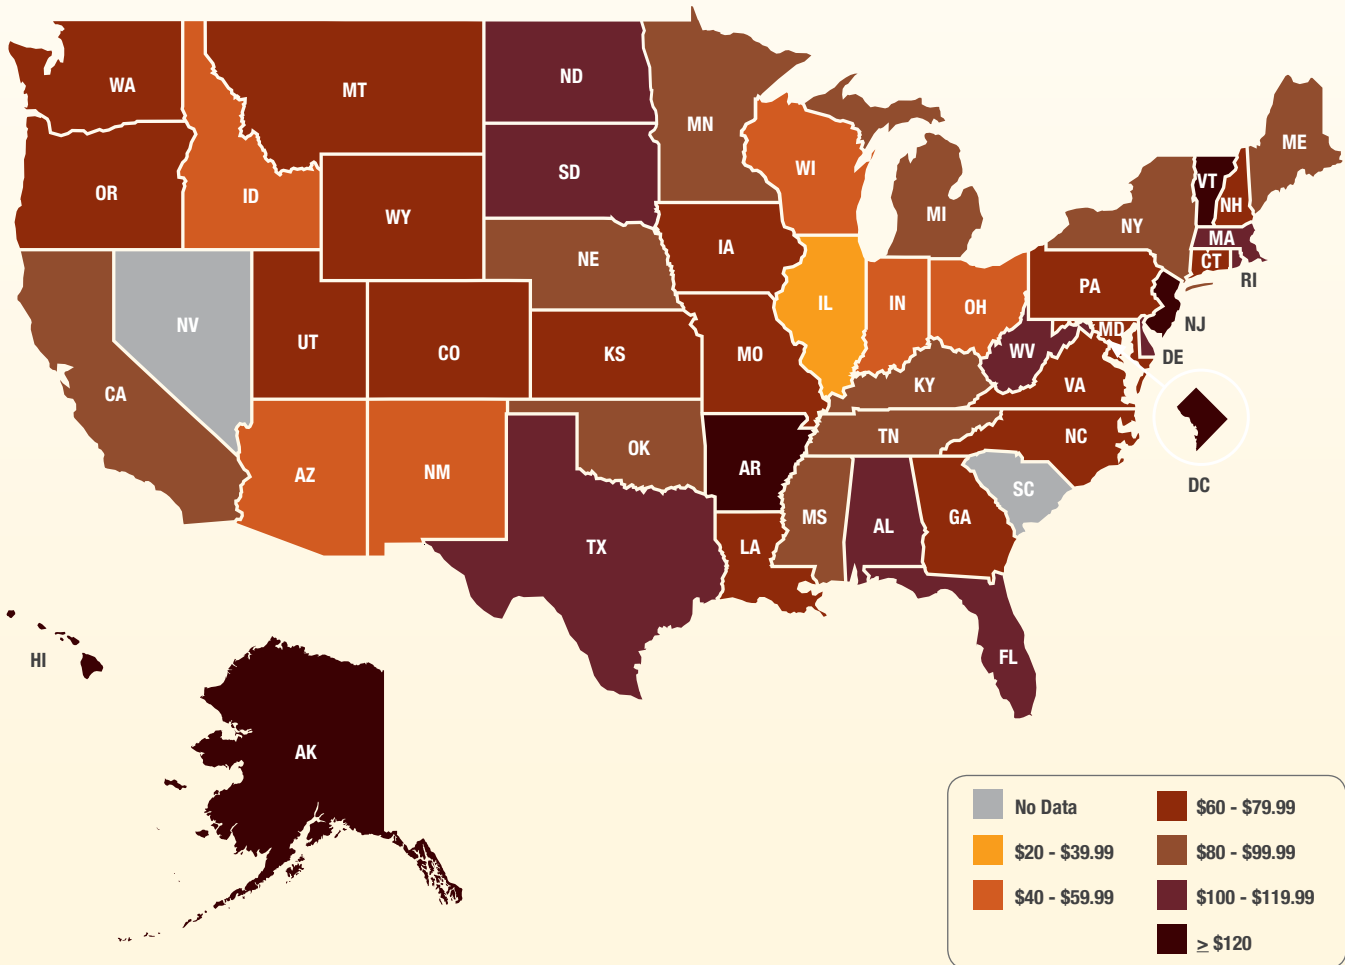 WA
MT
ND
MN
ME
OR
ID
SD
WI
VT
NH
WY
MI
NY
MA
NE
IA
CT
RI
PA
NV
UT
CO
KS
MO
IL
IN
OH
NJ
MD
DE
WV
VA
CA
KY
NC
TN
OK
AZ
NM
AR
DC
SC
MS
AL
GA
TX
LA
HI
FL
AK
No Data
$20 - $39.99
$40 - $59.99
$60 - $79.99
$80 - $99.99
$100 - $119.99
≥ $120